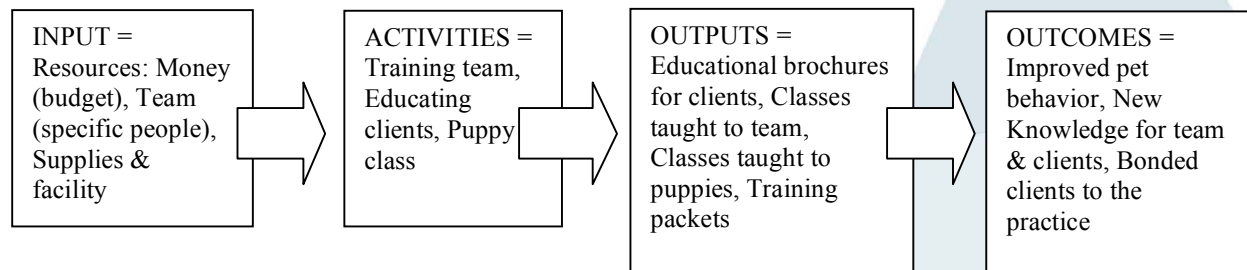 INPUT =
Resources: Money
(budget), Team
(specific people),
Supplies &
facility
ACTIVITIES =
Training team,
Educating
clients, Puppy
class
OUTPUTS =
Educational brochures
for clients, Classes
taught to team,
Classes taught to
puppies, Training
packets
OUTCOMES =
Improved pet
behavior, New
Knowledge for team
& clients, Bonded
clients to the
practice